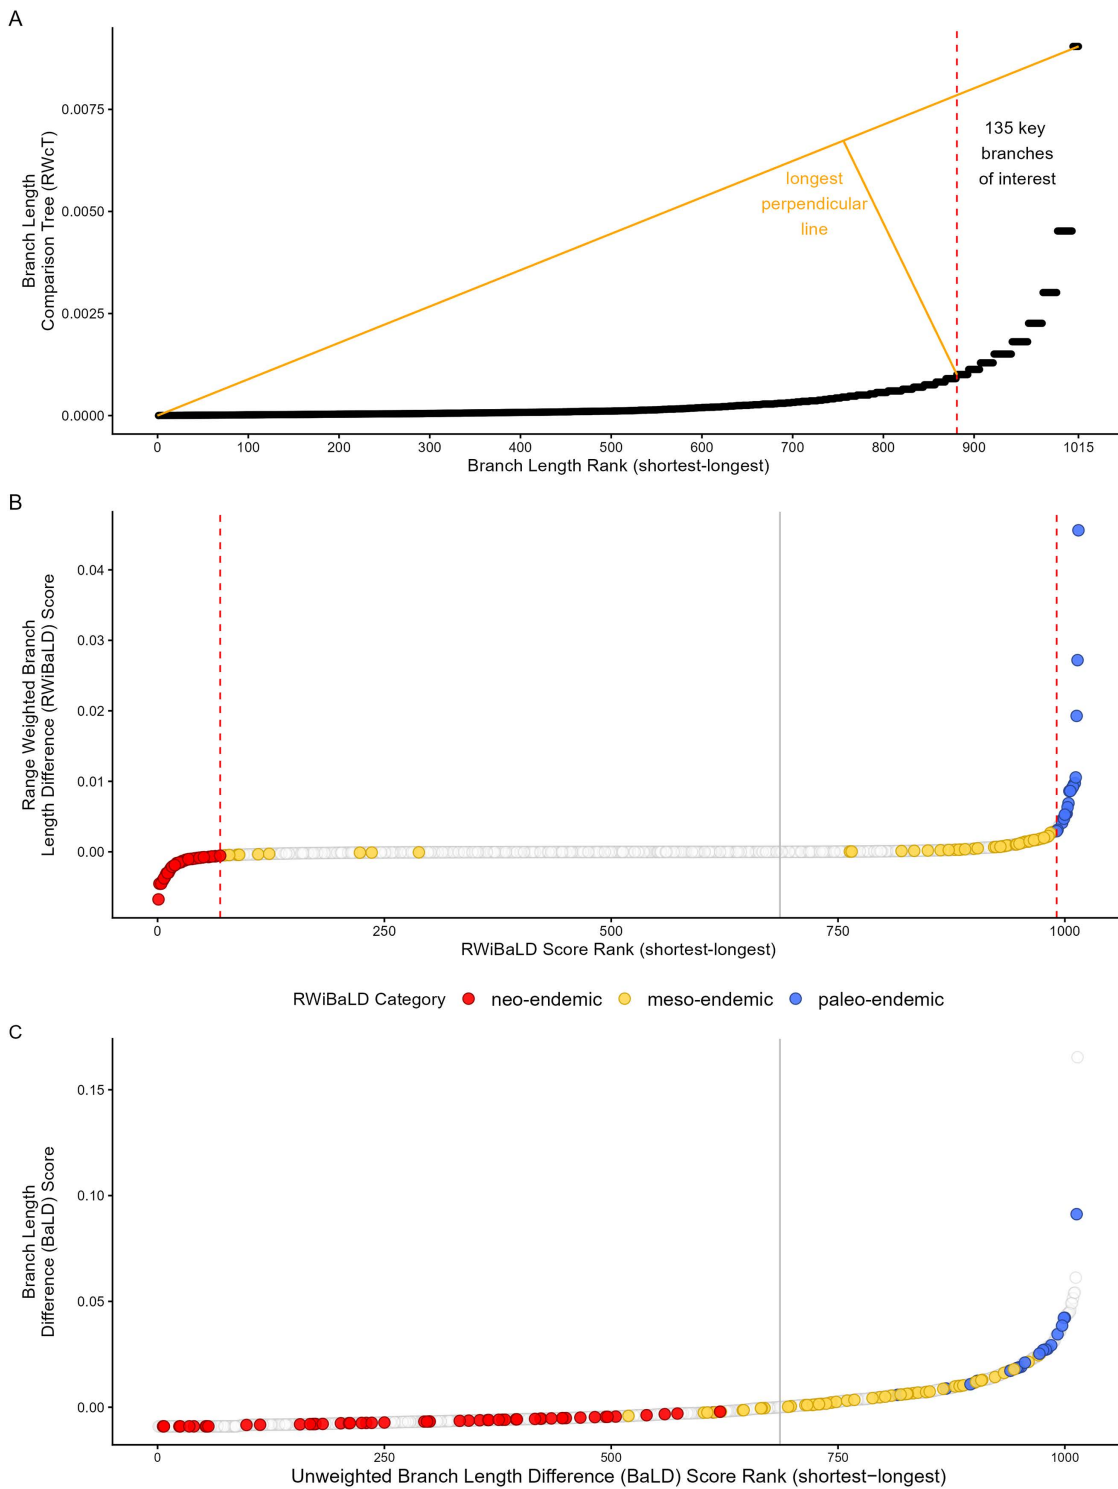 A
Branch Length
Comparison Tree (RWcT)
0.0075
0.0050
0.0025
0.0000
135 key
branches
of interest
longest
perpendicular
line
0 100 200 300 400 500 600 700 800 900 1015
Branch Length Rank (shortest-longest)
B
Range Weighted Branch
Length Difference (RWiBaLD) Score
0.04
0.03
0.02
0.01
0.00
0 250 500 750 1000
RWiBaLD Score Rank (shortest-longest)
RWiBaLD Category neo-endemic meso-endemic paleo-endemic
C
Branch Length
Difference (BaLD) Score
0.15
0.10
0.05
0.00
0 250 500 750 1000
Unweighted Branch Length Difference (BaLD) Score Rank (shortest−longest)